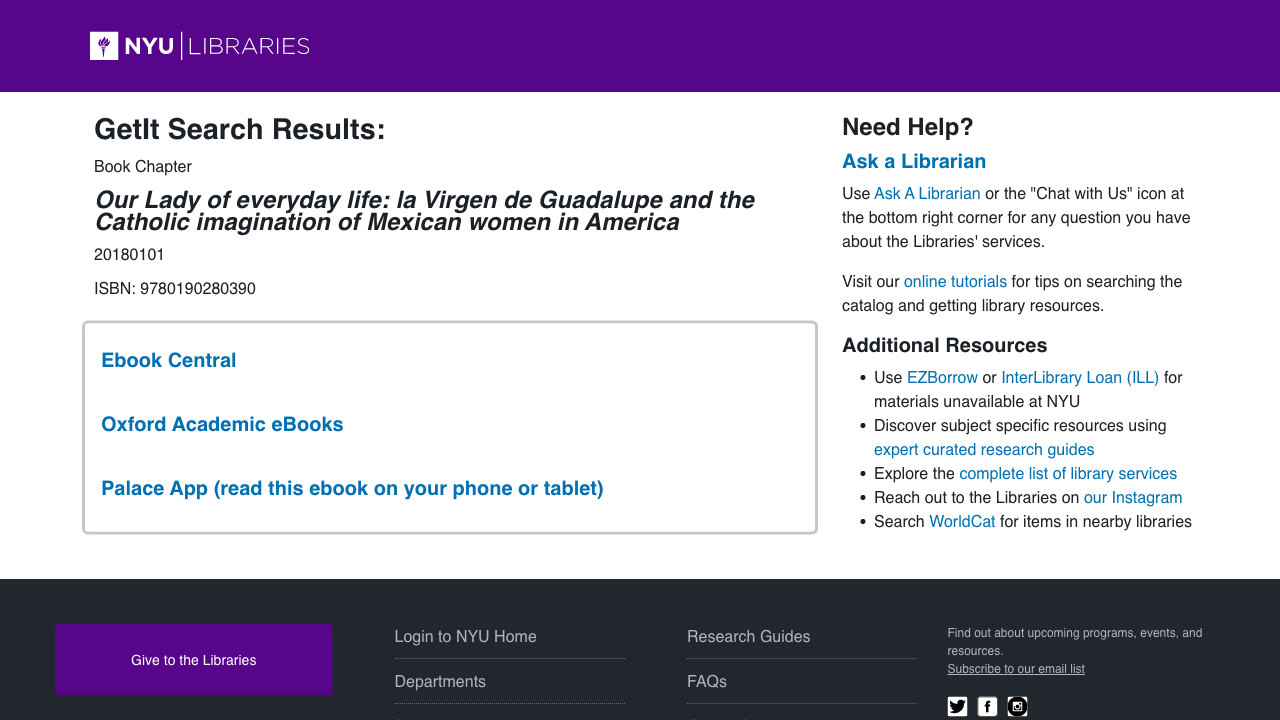 NYU LIBRARIES
GetIt Search Results:
Book Chapter
Our Lady of everyday life: la Virgen de Guadalupe and the
Catholic imagination of Mexican women in America
20180101
ISBN: 9780190280390
Ebook Central
Oxford Academic eBooks
Palace App (read this ebook on your phone or tablet)
Need Help?
Ask a Librarian
Use Ask A Librarian or the "Chat with Us" icon at
the bottom right corner for any question you have
about the Libraries' services.
Visit our online tutorials for tips on searching the
catalog and getting library resources.
Additional Resources
• Use EZBorrow or InterLibrary Loan (ILL) for
materials unavailable at NYU
• Discover subject specific resources using
expert curated research guides
• Explore the complete list of library services
• Reach out to the Libraries on our Instagram
• Search WorldCat for items in nearby libraries
Give to the Libraries
Login to NYU Home
Departments
Research Guides
FAQs
Find out about upcoming programs, events, and
resources.
Subscribe to our email list